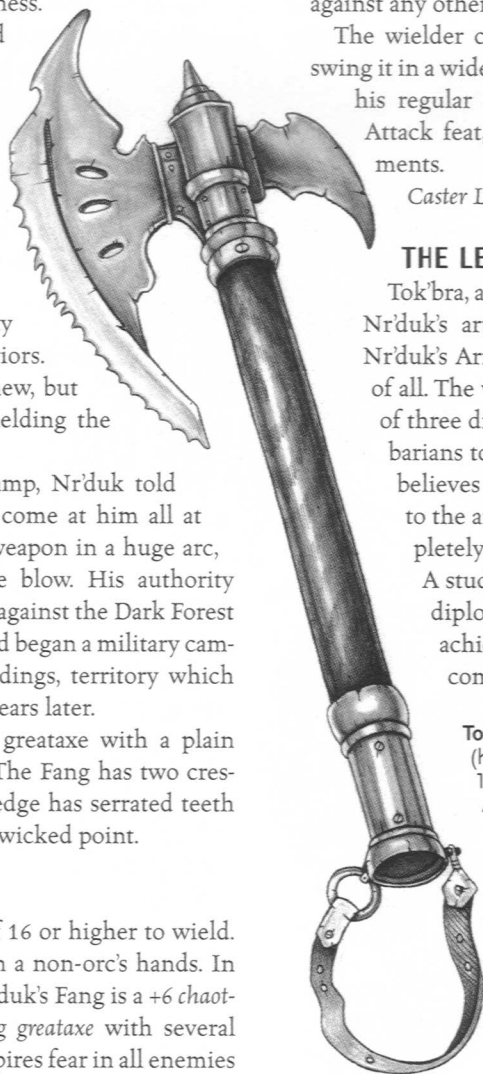 ness.
d
y
iors.
ew, but
elding the
amp, Nr'duk told
come at him all at
weapon in a huge arc,
e blow. His authority
against the Dark Forest
d began a military cam-
dings, territory which
ears later.
greataxe with a plain
The Fang has two cres-
edge has serrated teeth
wicked point.
f 16 or higher to wield.
n a non-orc's hands. In
duk's Fang is a +6 chaot-
g greataxe with several
pires fear in all enemies
against any other
The wielder c
swing it in a wide
his regular
Attack feat,
ments.
Caster L
THE LE
Tok'bra, a
Nr'duk's ar
Nr'duk's Ar
of all. The
of three di
barians to
believes
to the a
pletely
A stud
diplo
achi
com
To
(h
1